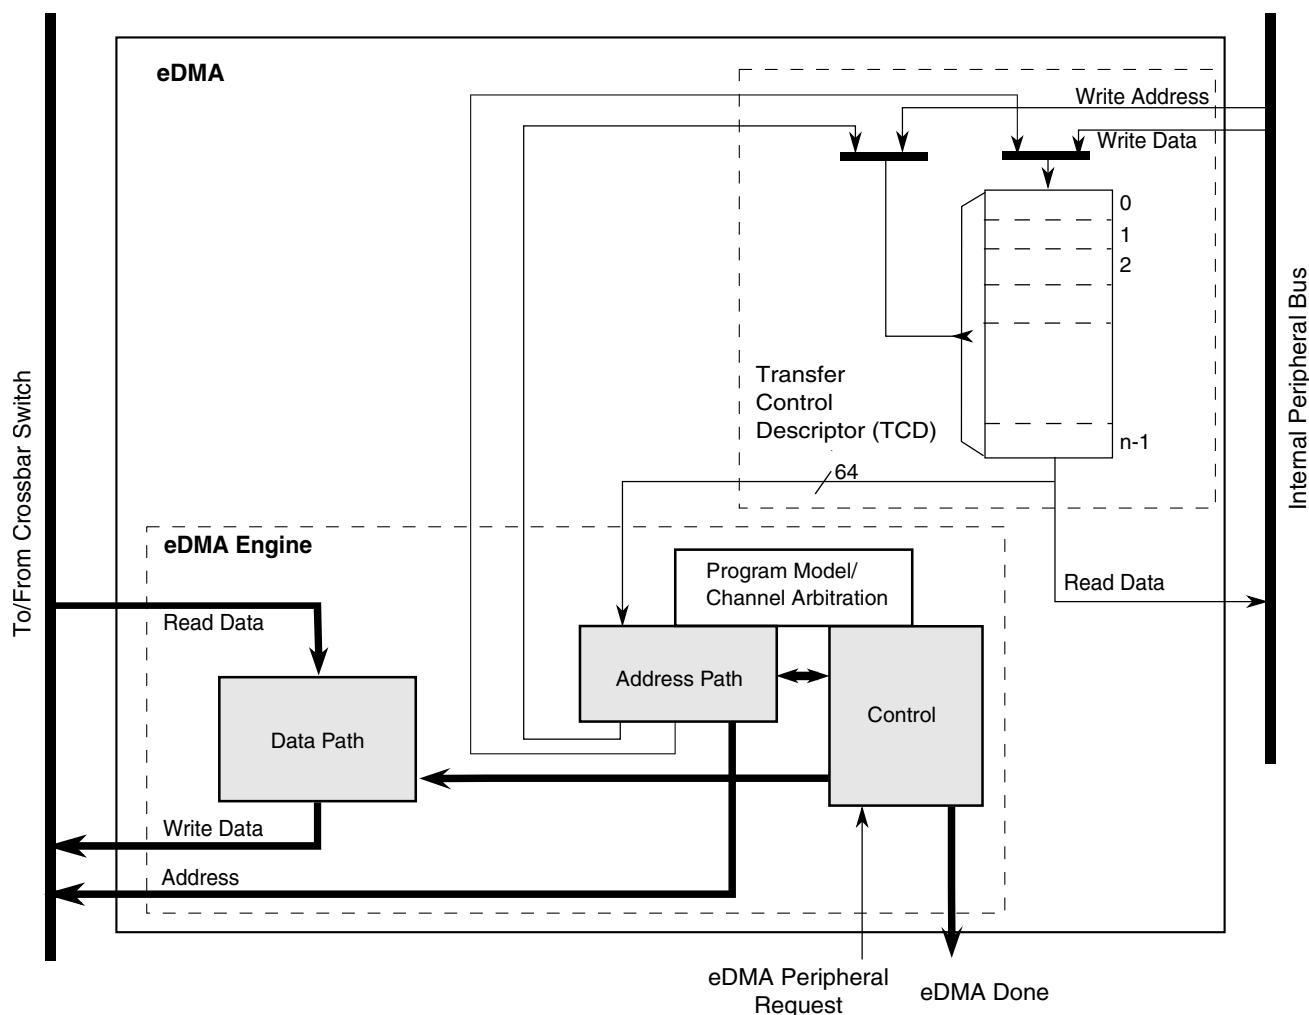 eDMA
Write Address
Write Data
0
1
2
n-1
Transfer
Control
Descriptor (TCD)
64
To/From Crossbar Switch
Internal Peripheral Bus
eDMA Engine
Program Model/
Channel Arbitration
Read Data
Read Data
Address Path
Control
Data Path
Write Data
Address
eDMA Peripheral
Request
eDMA Done